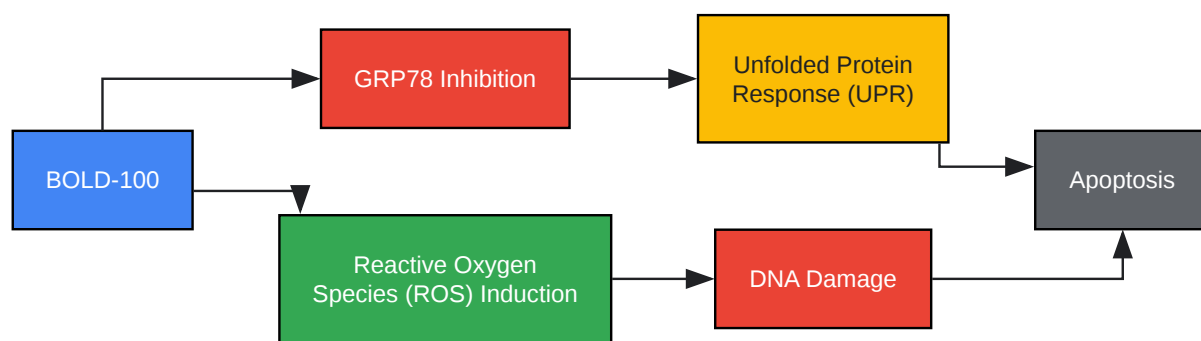 GRP78 Inhibition
Unfolded Protein
Response (UPR)
BOLD-100
Apoptosis
Reactive Oxygen
Species (ROS) Induction
DNA Damage